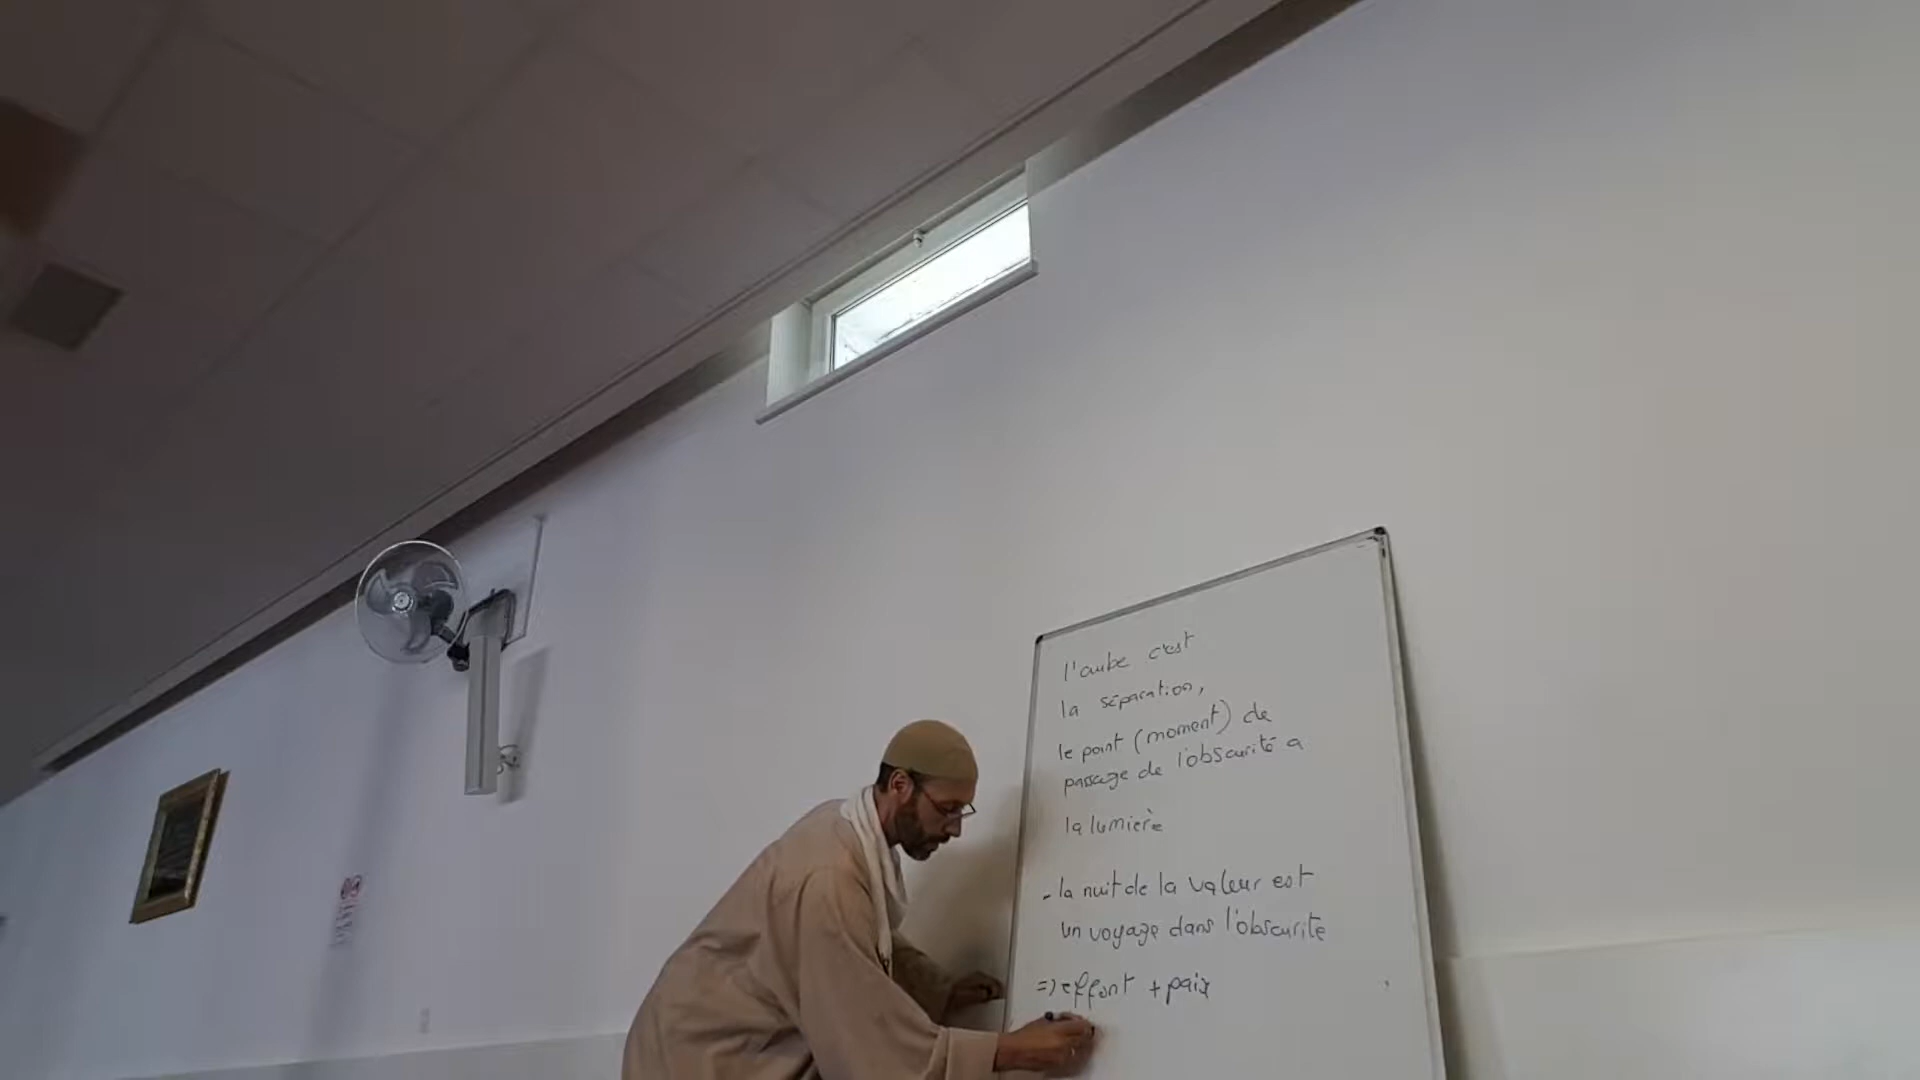 l'aube c'est
la séparation,
le point (moment) de
passage de l'obscurité a
la lumière
- la nuit de la valeur est
un voyage dans l'obscurite
=> effort + paix